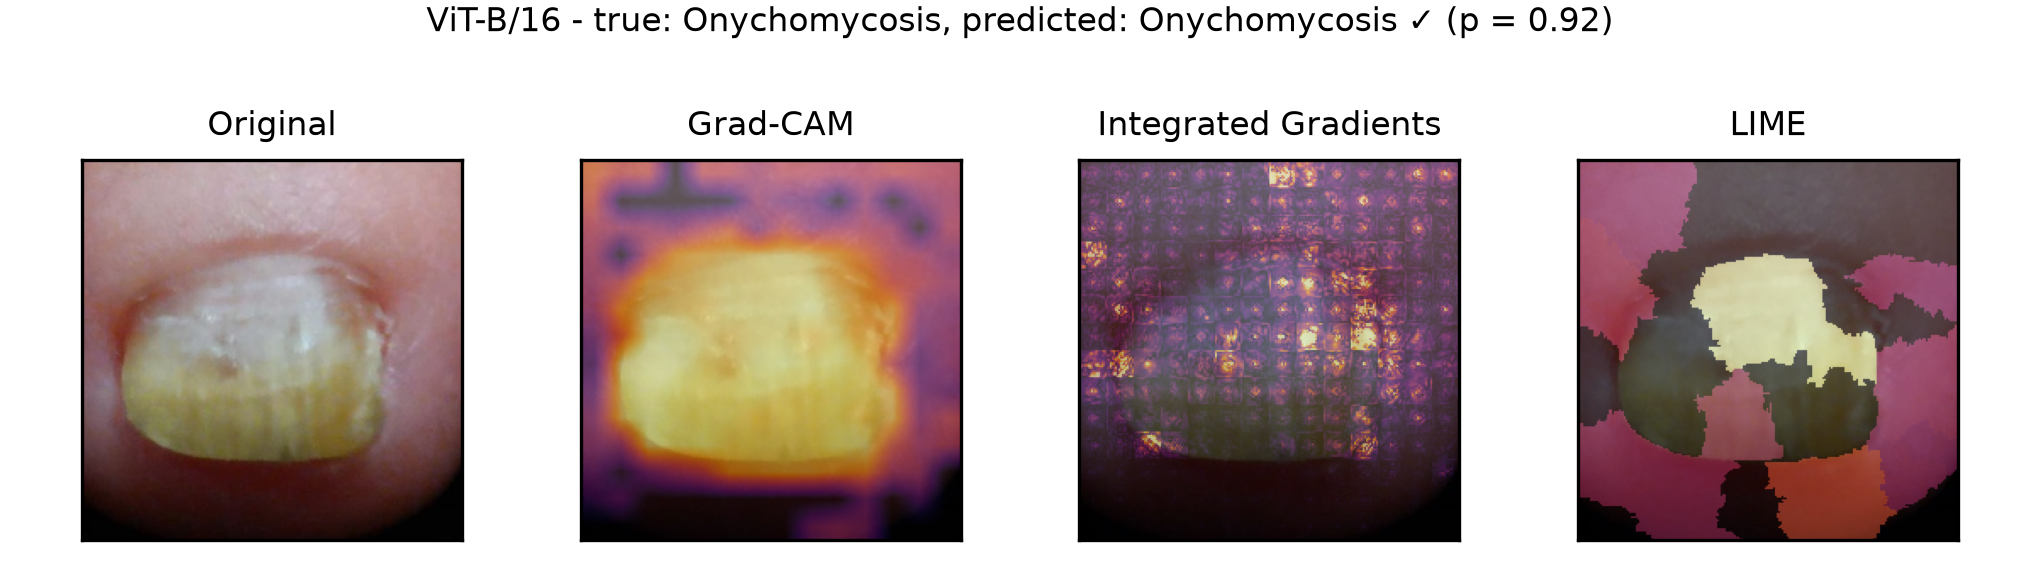 ViT-B/16 - true: Onychomycosis, predicted: Onychomycosis ✓ (p = 0.92)
Original
Grad-CAM
Integrated Gradients
LIME